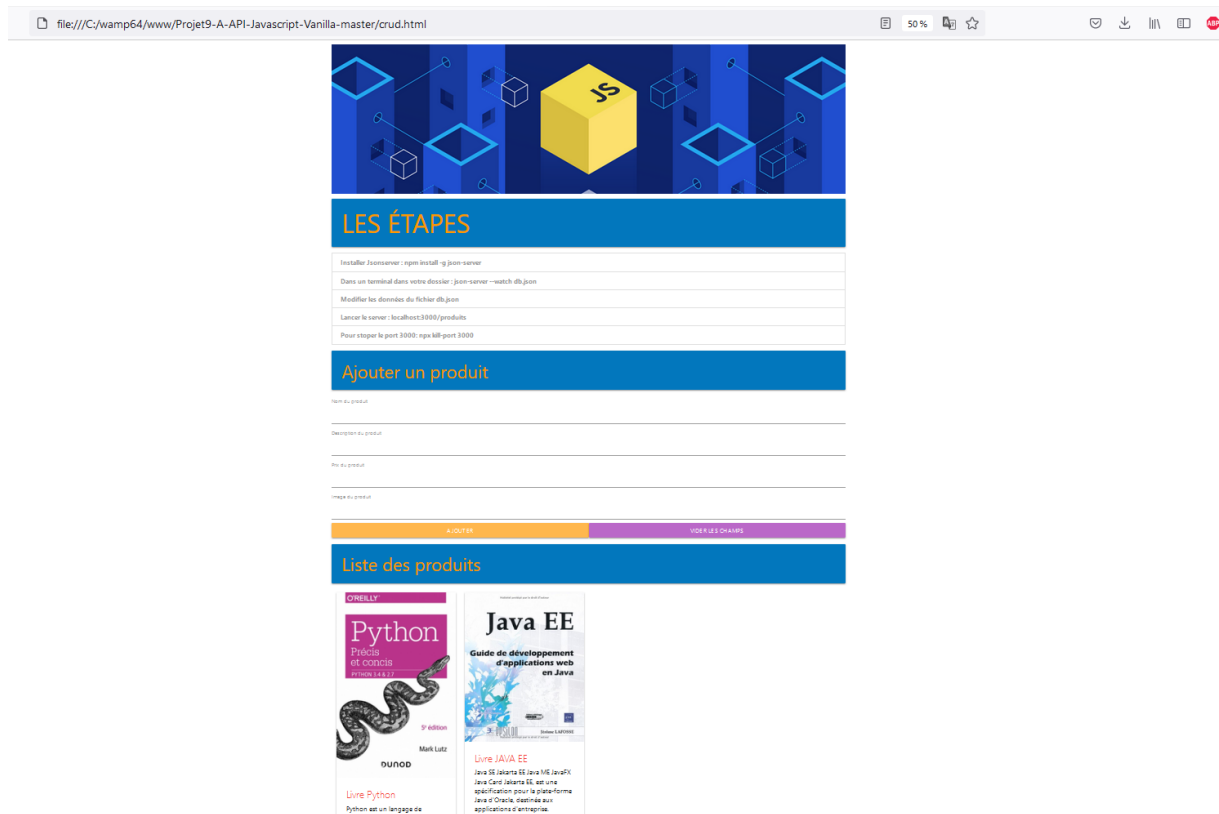 file:///C:/wamp64/www/Projet9-A-API-Javascript-Vanilla-master/crud.html
50 %
ABP
JS
LES ÉTAPES
Installer Jsonserver : npm install -g json-server
Dans un terminal dans votre dossier : json-server --watch db.json
Modifier les données du fichier db.json
Lancer le server : localhost:3000/produits
Pour stoper le port 3000: npx kill-port 3000
Ajouter un produit
Nom du produit
Description du produit
Prix du produit
Image du produit
AJOUTER
VIDER LES CHAMPS
Liste des produits
O'REILLY
Python
Précis
et concis
PYTHON 3.4 & 2.7
5e édition
Mark Lutz
DUNOD
Livre Python
Python est un langage de
Java EE
Guide de développement
d'applications web
en Java
EPSILON
Jérôme LAFOSSE
Livre JAVA EE
Java SE Jakarta EE Java ME JavaFX
Java Card Jakarta EE, est une
spécification pour la plate-forme
Java d'Oracle, destinée aux
applications d'entreprise.